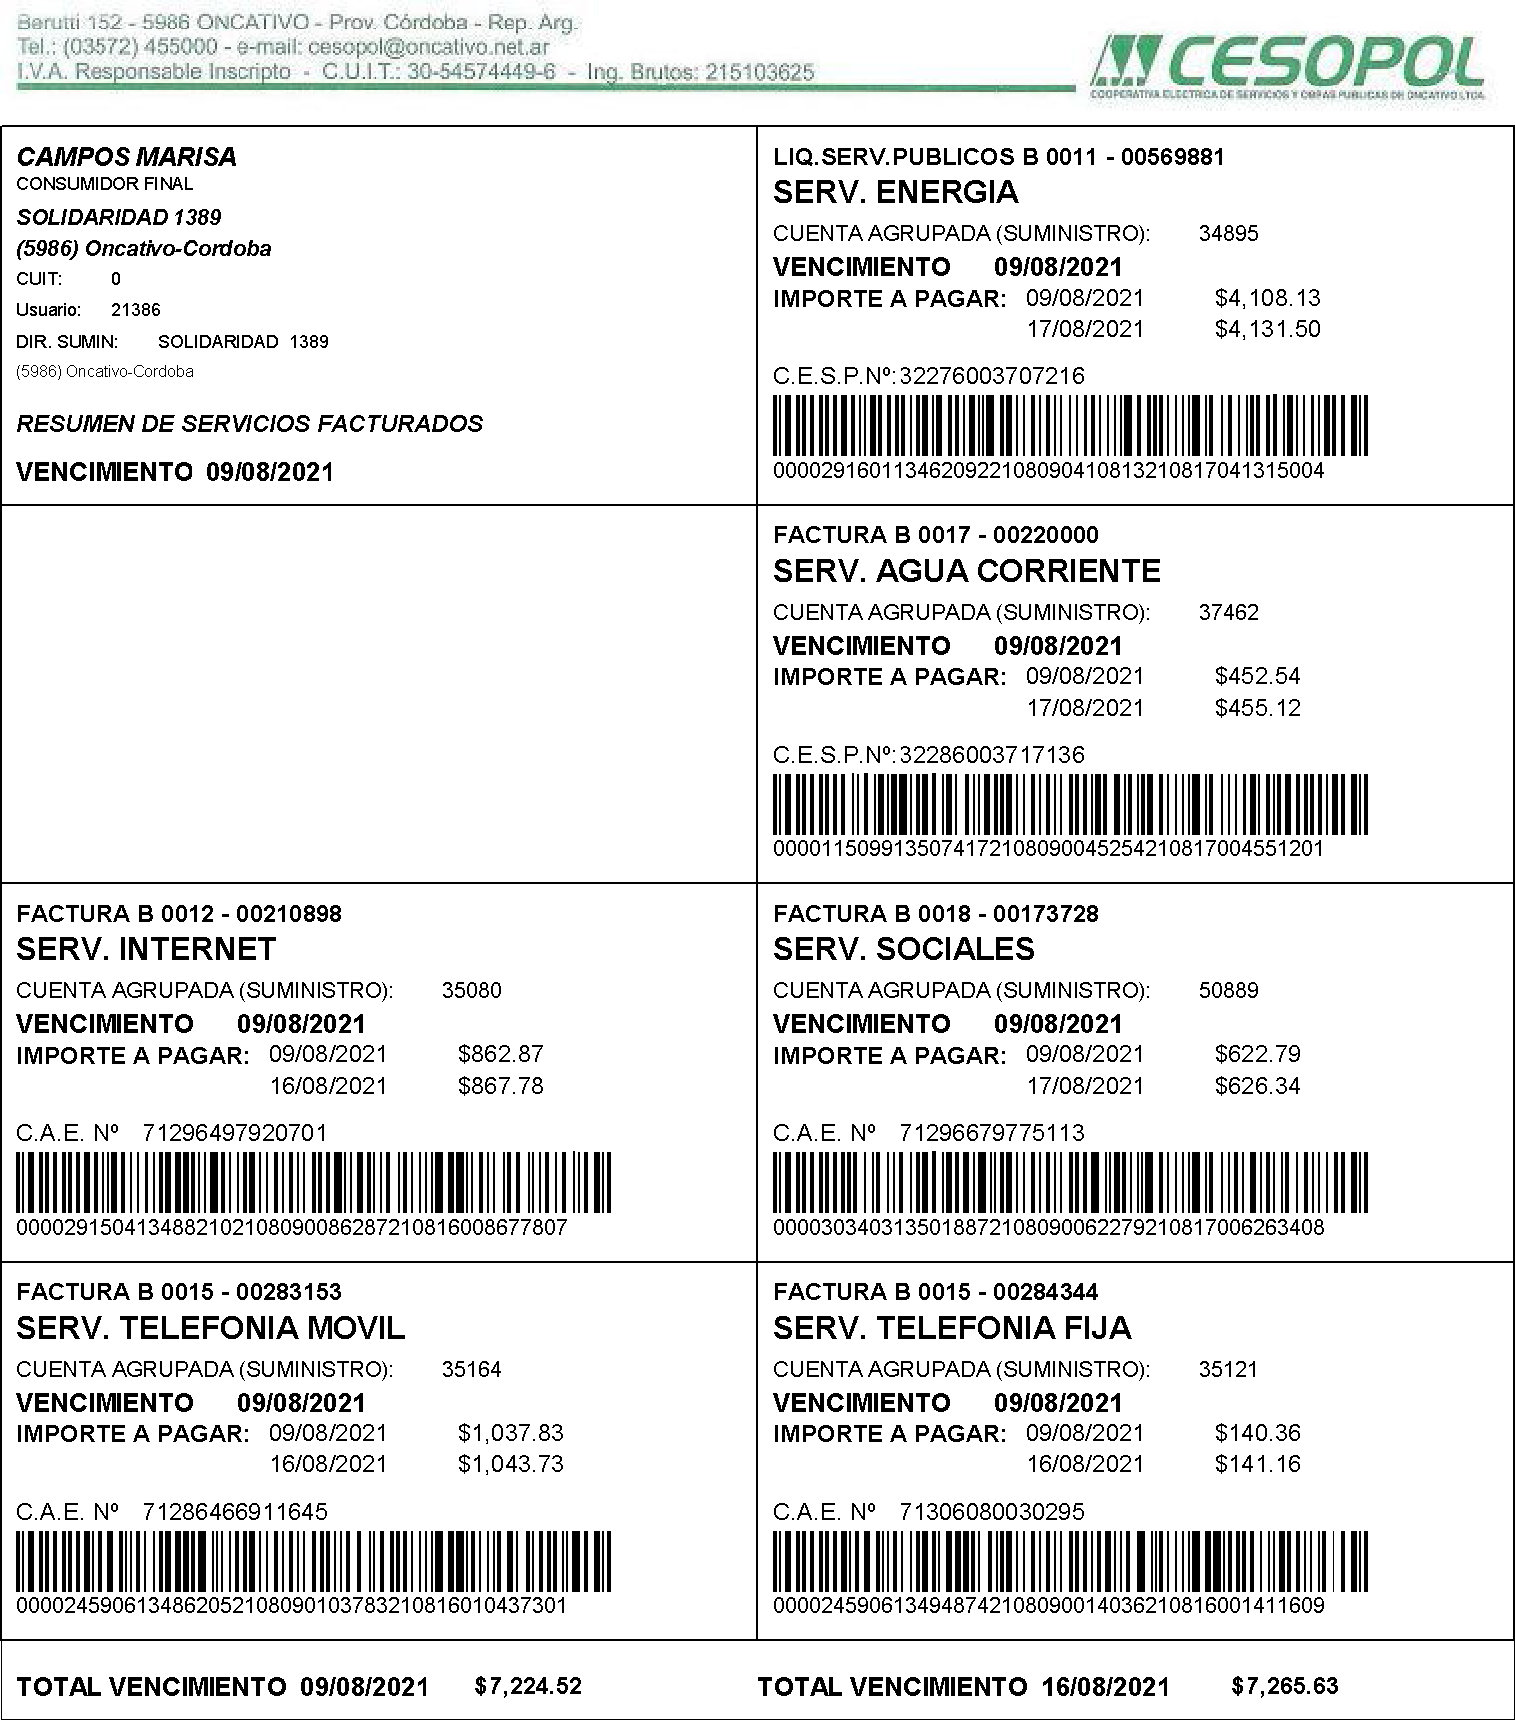 Berutti 152 - 5986 ONCATIVO - Prov. Córdoba - Rep. Arg.
Tel.: (03572) 455000 - e-mail: cesopol@oncativo.net.ar
I.V.A. Responsable Inscripto - C.U.I.T.: 30-54574449-6 - Ing. Brutos: 215103625
CESOPOL
COOPERATIVA ELECTRICA DE SERVICIOS Y OBRAS PUBLICAS DE ONCATIVO LTDA.
CAMPOS MARISA
CONSUMIDOR FINAL
SOLIDARIDAD 1389
(5986) Oncativo-Cordoba
CUIT: 0
Usuario: 21386
DIR. SUMIN: SOLIDARIDAD 1389
(5986) Oncativo-Cordoba
RESUMEN DE SERVICIOS FACTURADOS
VENCIMIENTO 09/08/2021
LIQ.SERV.PUBLICOS B 0011 - 00569881
SERV. ENERGIA
CUENTA AGRUPADA (SUMINISTRO): 34895
VENCIMIENTO 09/08/2021
IMPORTE A PAGAR: 09/08/2021 $4,108.13
17/08/2021 $4,131.50
C.E.S.P.Nº: 32276003707216
0000291601134620922108090410813210817041315004
FACTURA B 0017 - 00220000
SERV. AGUA CORRIENTE
CUENTA AGRUPADA (SUMINISTRO): 37462
VENCIMIENTO 09/08/2021
IMPORTE A PAGAR: 09/08/2021 $452.54
17/08/2021 $455.12
C.E.S.P.Nº: 32286003717136
0000115099135074172108090045254210817004551201
FACTURA B 0012 - 00210898
SERV. INTERNET
CUENTA AGRUPADA (SUMINISTRO): 35080
VENCIMIENTO 09/08/2021
IMPORTE A PAGAR: 09/08/2021 $862.87
16/08/2021 $867.78
C.A.E. Nº 71296497920701
0000291504134882102108090086287210816008677807
FACTURA B 0018 - 00173728
SERV. SOCIALES
CUENTA AGRUPADA (SUMINISTRO): 50889
VENCIMIENTO 09/08/2021
IMPORTE A PAGAR: 09/08/2021 $622.79
17/08/2021 $626.34
C.A.E. Nº 71296679775113
0000303403135018872108090062279210817006263408
FACTURA B 0015 - 00283153
SERV. TELEFONIA MOVIL
CUENTA AGRUPADA (SUMINISTRO): 35164
VENCIMIENTO 09/08/2021
IMPORTE A PAGAR: 09/08/2021 $1,037.83
16/08/2021 $1,043.73
C.A.E. Nº 71286466911645
0000245906134862052108090103783210816010437301
FACTURA B 0015 - 00284344
SERV. TELEFONIA FIJA
CUENTA AGRUPADA (SUMINISTRO): 35121
VENCIMIENTO 09/08/2021
IMPORTE A PAGAR: 09/08/2021 $140.36
16/08/2021 $141.16
C.A.E. Nº 71306080030295
0000245906134948742108090014036210816001411609
TOTAL VENCIMIENTO 09/08/2021 $7,224.52
TOTAL VENCIMIENTO 16/08/2021 $7,265.63